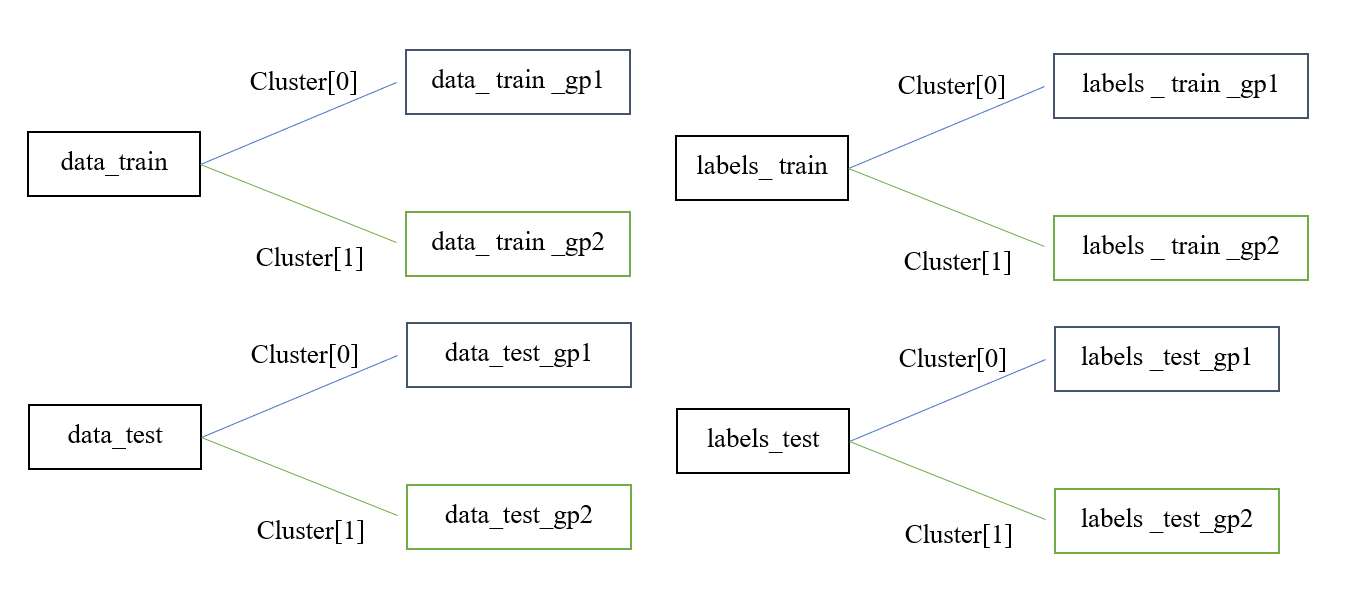 Cluster[0]
data_ train _gp1
data_train
Cluster[1]
data_ train _gp2
Cluster[0]
labels _ train _gp1
labels_ train
Cluster[1]
labels _ train _gp2
Cluster[0]
data_test_gp1
data_test
Cluster[1]
data_test_gp2
Cluster[0]
labels _test_gp1
labels_test
Cluster[1]
labels _test_gp2